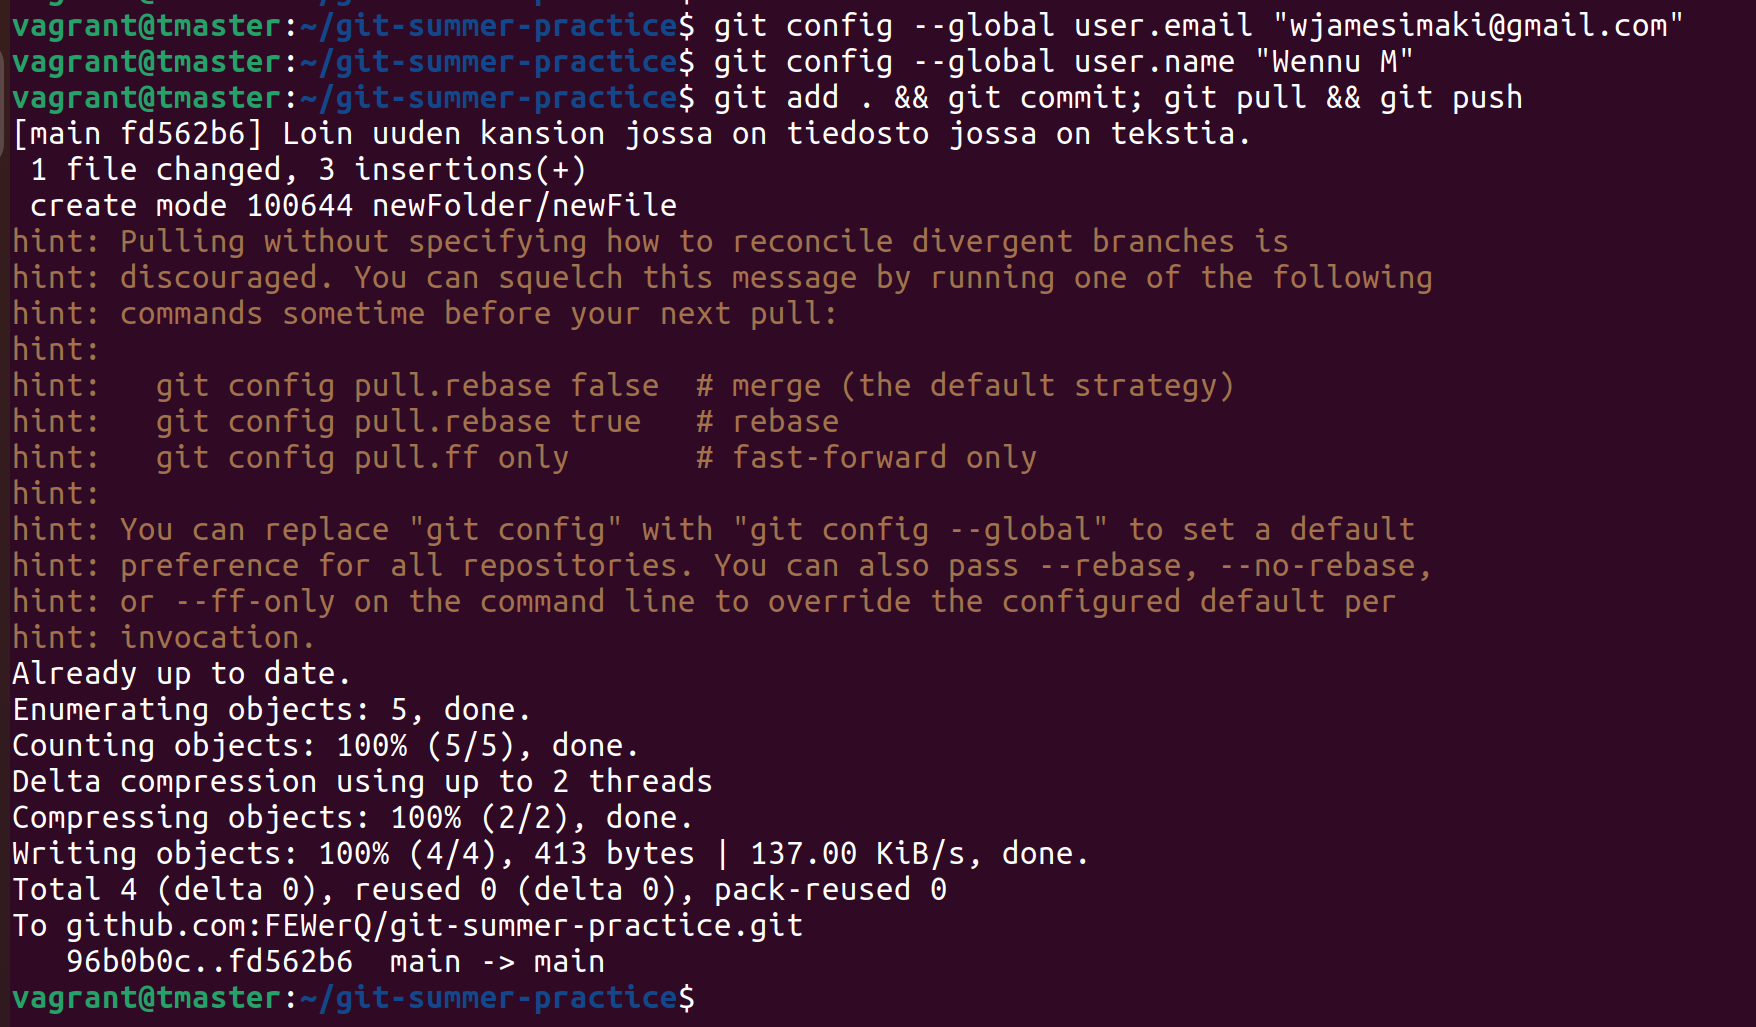 vagrant@tmaster:~/git-summer-practice$ git config --global user.email "wjamesimaki@gmail.com"
vagrant@tmaster:~/git-summer-practice$ git config --global user.name "Wennu M"
vagrant@tmaster:~/git-summer-practice$ git add . && git commit; git pull && git push
[main fd562b6] Loin uuden kansion jossa on tiedosto jossa on tekstia.
 1 file changed, 3 insertions(+)
 create mode 100644 newFolder/newFile
hint: Pulling without specifying how to reconcile divergent branches is
hint: discouraged. You can squelch this message by running one of the following
hint: commands sometime before your next pull:
hint:
hint:   git config pull.rebase false  # merge (the default strategy)
hint:   git config pull.rebase true   # rebase
hint:   git config pull.ff only       # fast-forward only
hint:
hint: You can replace "git config" with "git config --global" to set a default
hint: preference for all repositories. You can also pass --rebase, --no-rebase,
hint: or --ff-only on the command line to override the configured default per
hint: invocation.
Already up to date.
Enumerating objects: 5, done.
Counting objects: 100% (5/5), done.
Delta compression using up to 2 threads
Compressing objects: 100% (2/2), done.
Writing objects: 100% (4/4), 413 bytes | 137.00 KiB/s, done.
Total 4 (delta 0), reused 0 (delta 0), pack-reused 0
To github.com:FEWerQ/git-summer-practice.git
   96b0b0c..fd562b6  main -> main
vagrant@tmaster:~/git-summer-practice$